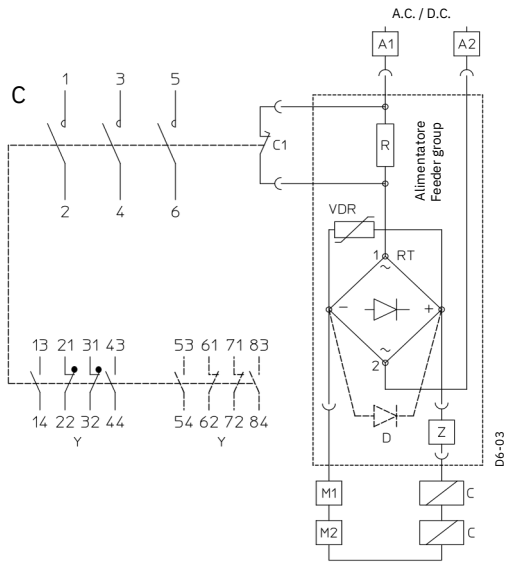 A.C. / D.C.
A1 A2
C
1 3 5
C1
R
Alimentatore
Feeder group
2 4 6
VDR
1 RT
~
− +
~
2
13 21 31 43 53 61 71 83
14 22 32 44 54 62 72 84
Y Y
D
Z
D6-03
M1 C
M2 C